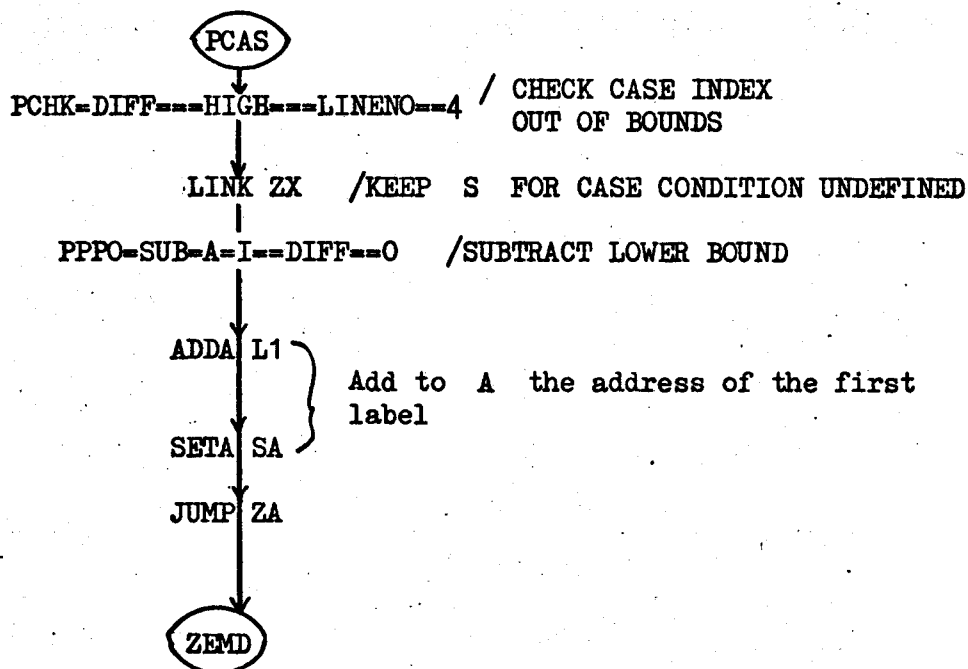 PCAS
PCHK=DIFF===HIGH===LINENO==4 / CHECK CASE INDEX
OUT OF BOUNDS
LINK ZX /KEEP S FOR CASE CONDITION UNDEFINED
PPPO=SUB=A=I==DIFF==0 /SUBTRACT LOWER BOUND
ADDA L1
Add to A the address of the first
label
SETA SA
JUMP ZA
ZEMD